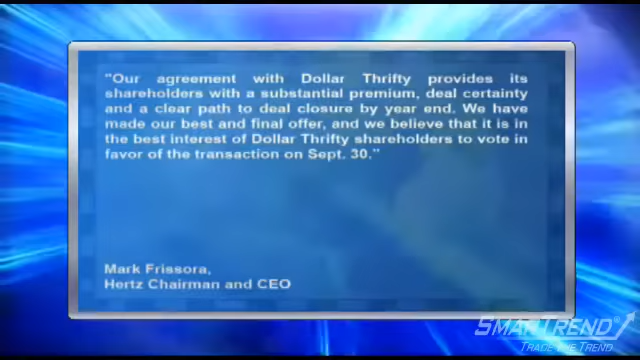 "Our agreement with Dollar Thrifty provides its
shareholders with a substantial premium, deal certainty
and a clear path to deal closure by year end. We have
made our best and final offer, and we believe that it is in
the best interest of Dollar Thrifty shareholders to vote in
favor of the transaction on Sept. 30."
Mark Frissora,
Hertz Chairman and CEO
SMARTREND®
TRADE THE TREND